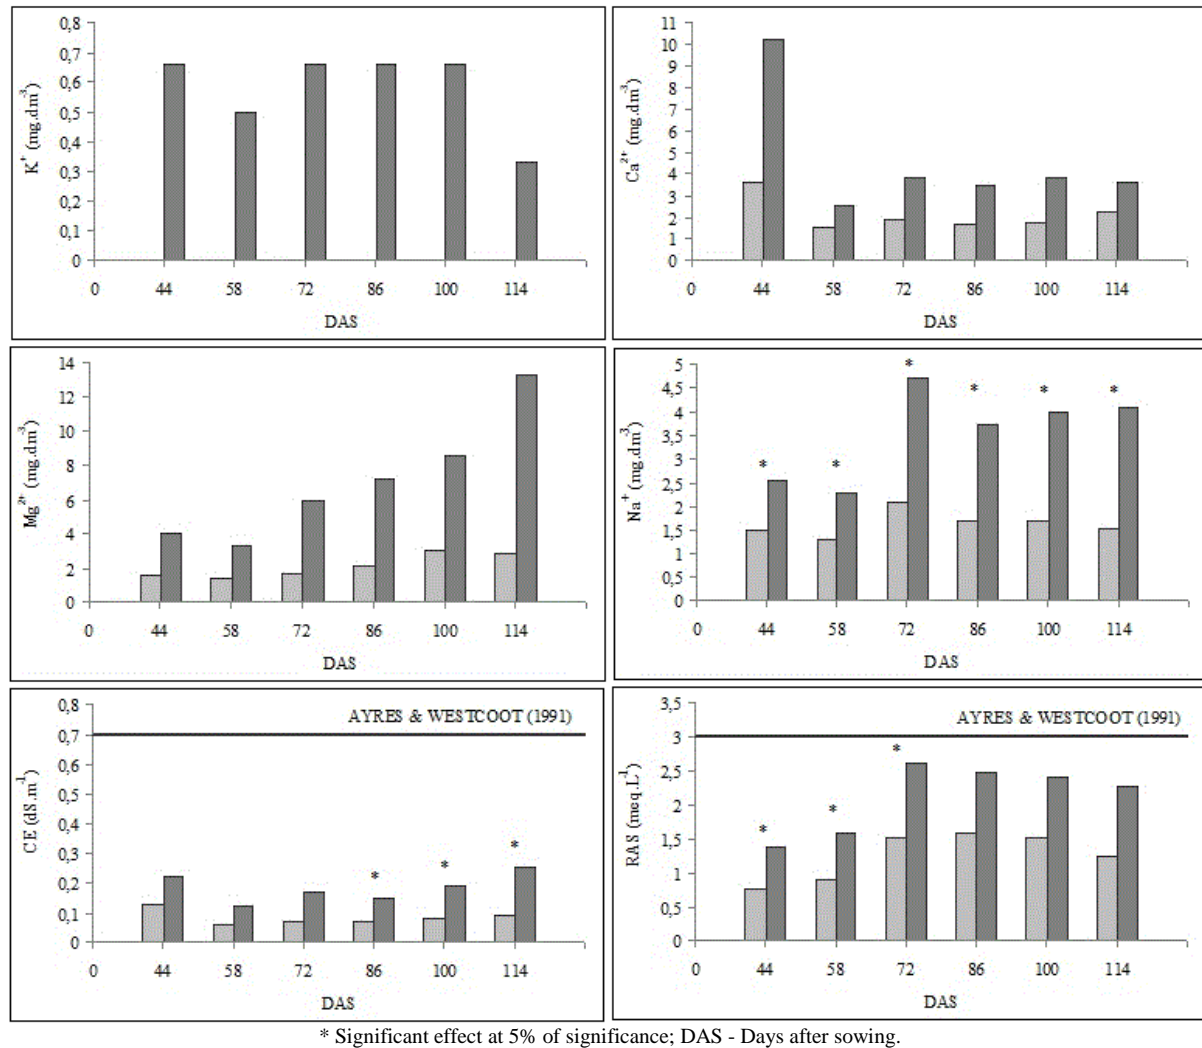 0,8
0,7
0,6
0,5
0,4
0,3
0,2
0,1
0
K+ (mg.dm-3)
0 44 58 72 86 100 114
DAS
11
10
9
8
7
6
5
4
3
2
1
0
Ca2+ (mg.dm-3)
0 44 58 72 86 100 114
DAS
14
12
10
8
6
4
2
0
Mg2+ (mg.dm-3)
0 44 58 72 86 100 114
DAS
5
4,5
4
3,5
3
2,5
2
1,5
1
0,5
0
Na+ (mg.dm-3)
* * * * * *
0 44 58 72 86 100 114
DAS
0,8
0,7
0,6
0,5
0,4
0,3
0,2
0,1
0
CE (dS.m-1)
AYRES & WESTCOOT (1991)
* * *
0 44 58 72 86 100 114
DAS
3,5
3
2,5
2
1,5
1
0,5
0
RAS (meq.L-1)
AYRES & WESTCOOT (1991)
* * *
0 44 58 72 86 100 114
DAS
* Significant effect at 5% of significance; DAS - Days after sowing.